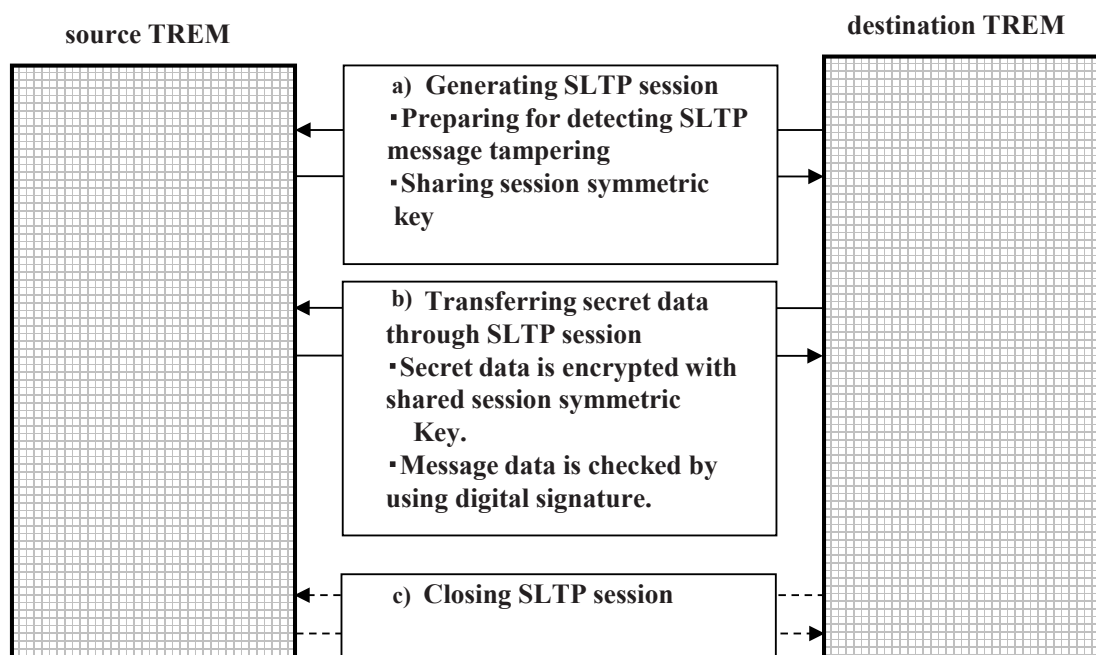 source TREM
destination TREM
a) Generating SLTP session
・Preparing for detecting SLTP
message tampering
・Sharing session symmetric
key
b) Transferring secret data
through SLTP session
・Secret data is encrypted with
shared session symmetric
Key.
・Message data is checked by
using digital signature.
c) Closing SLTP session